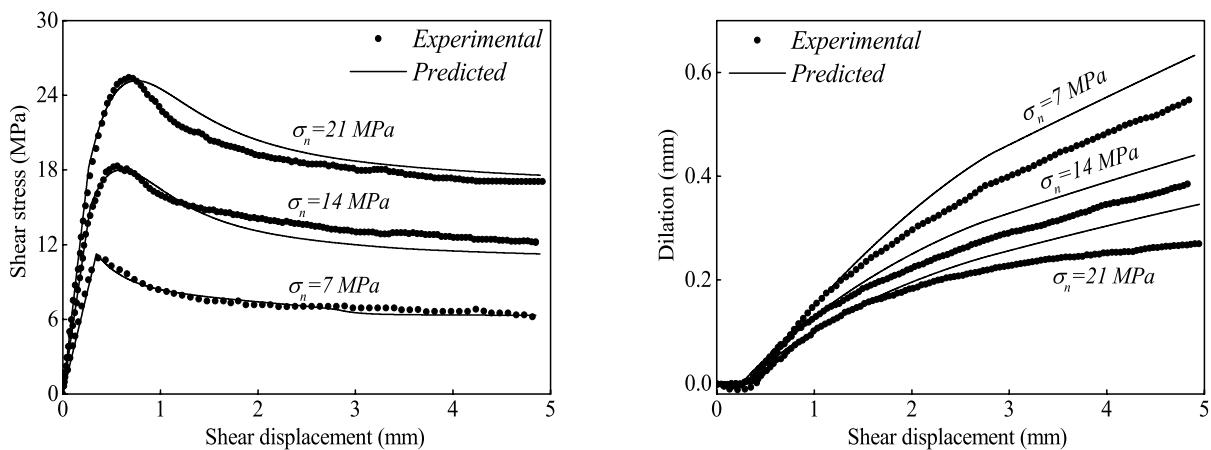 30
24
18
12
6
0
Shear stress (MPa)
Experimental
Predicted
σn=21 MPa
σn=14 MPa
σn=7 MPa
0 1 2 3 4 5
Shear displacement (mm)
0.6
0.4
0.2
0.0
Dilation (mm)
Experimental
Predicted
σn=7 MPa
σn=14 MPa
σn=21 MPa
0 1 2 3 4 5
Shear displacement (mm)